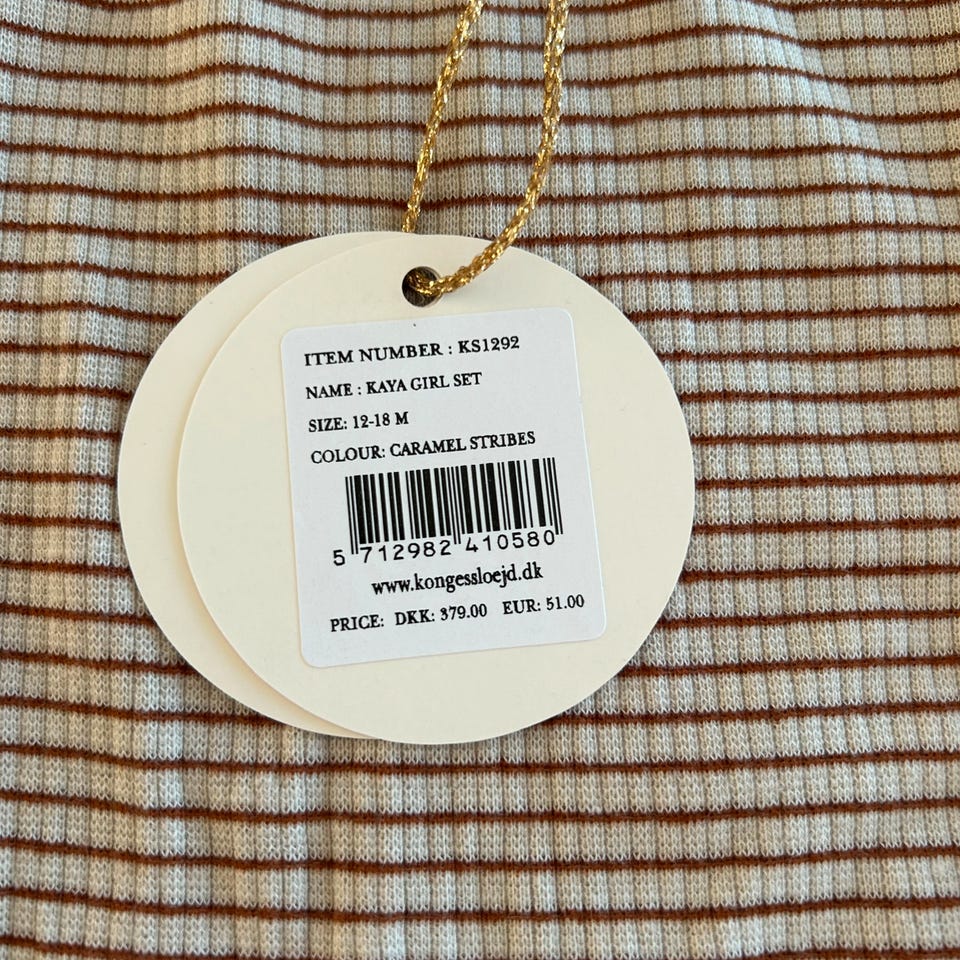 ITEM NUMBER : KS1292
NAME : KAYA GIRL SET
SIZE: 12-18 M
COLOUR: CARAMEL STRIBES
5 712982 410580
www.kongessloejd.dk
PRICE: DKK: 379.00 EUR: 51.00